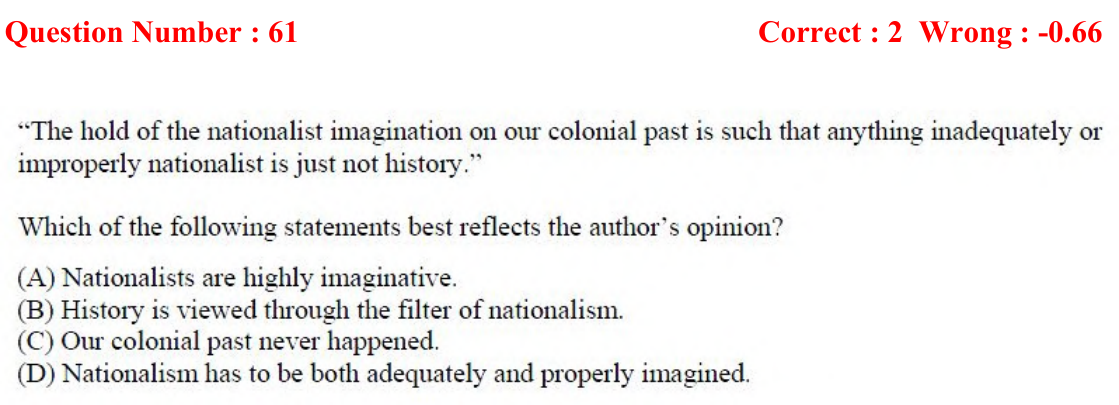 Question Number : 61 Correct : 2 Wrong : -0.66
“The hold of the nationalist imagination on our colonial past is such that anything inadequately or
improperly nationalist is just not history.”
Which of the following statements best reflects the author’s opinion?
(A) Nationalists are highly imaginative.
(B) History is viewed through the filter of nationalism.
(C) Our colonial past never happened.
(D) Nationalism has to be both adequately and properly imagined.